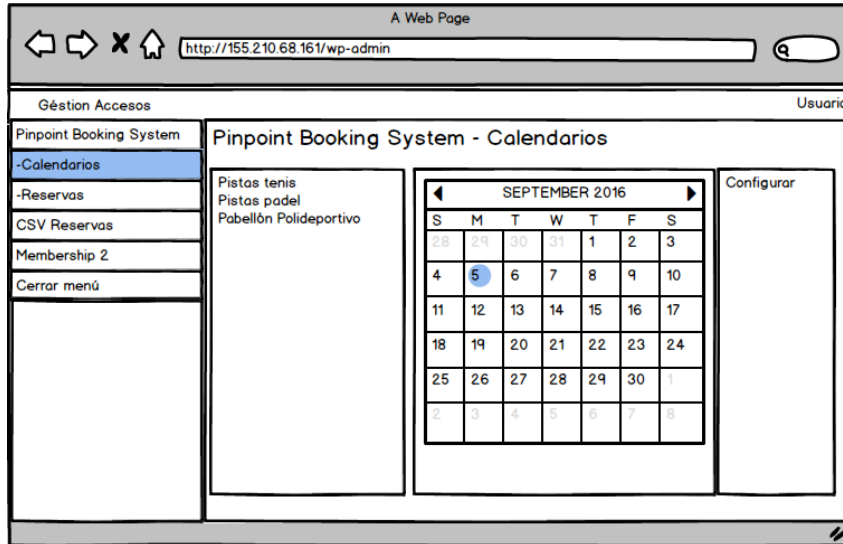 A Web Page
http://155.210.68.161/wp-admin
Géstion Accesos
Usuario
Pinpoint Booking System
-Calendarios
-Reservas
CSV Reservas
Membership 2
Cerrar menú
Pinpoint Booking System - Calendarios
Pistas tenis
Pistas padel
Pabellón Polideportivo
SEPTEMBER 2016
S M T W T F S
28 29 30 31 1 2 3
4 5 6 7 8 9 10
11 12 13 14 15 16 17
18 19 20 21 22 23 24
25 26 27 28 29 30 1
2 3 4 5 6 7 8
Configurar